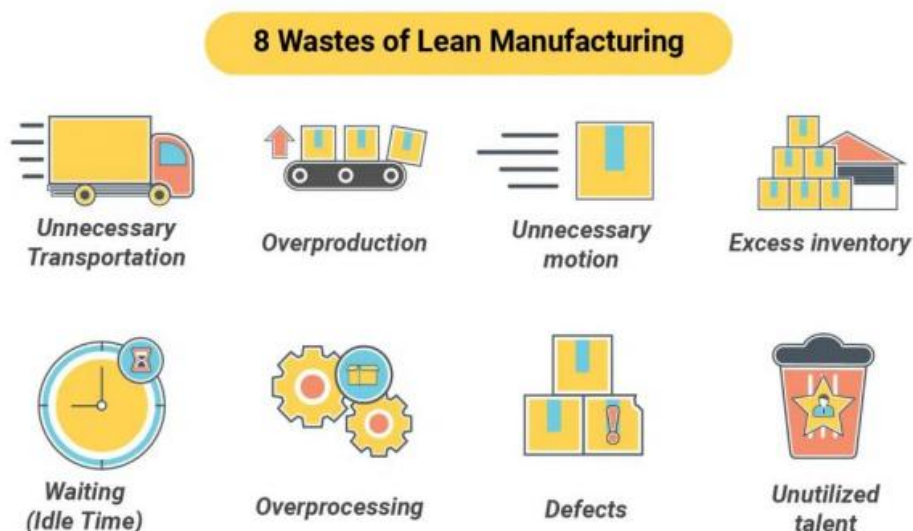 8 Wastes of Lean Manufacturing
Unnecessary
Transportation
Overproduction
Unnecessary
motion
Excess inventory
Waiting
(Idle Time)
Overprocessing
Defects
Unutilized
talent